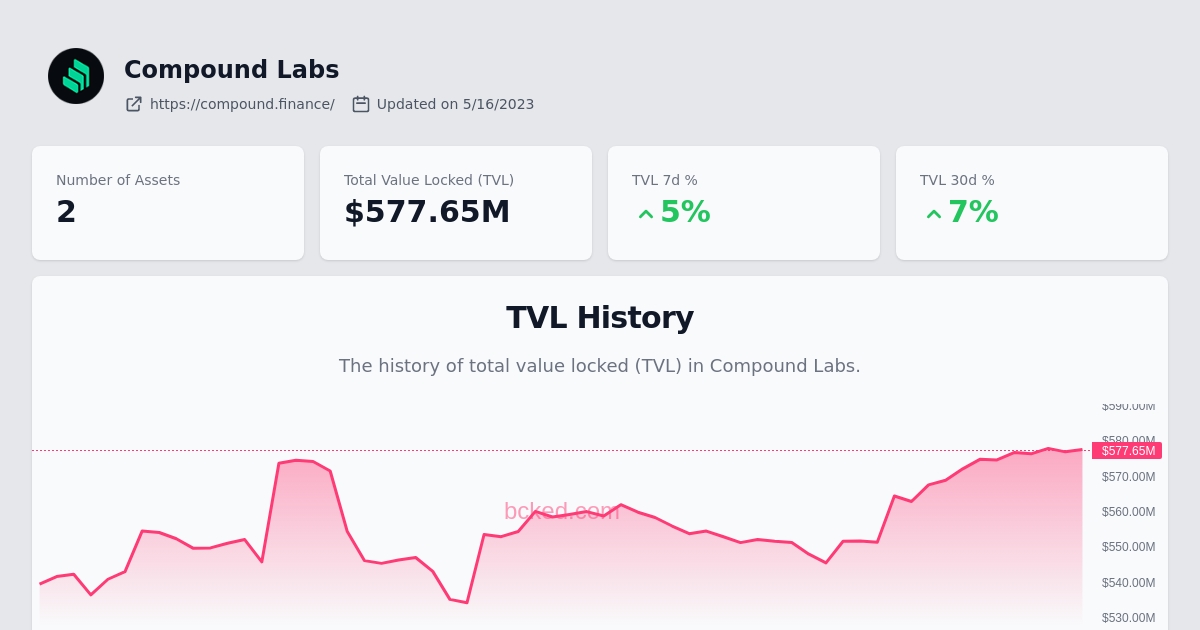 Compound Labs
https://compound.finance/ Updated on 5/16/2023
Number of Assets
2
Total Value Locked (TVL)
$577.65M
TVL 7d %
5%
TVL 30d %
7%
TVL History
The history of total value locked (TVL) in Compound Labs.
$590.00M
$580.00M
$577.65M
$570.00M
bcked.com
$560.00M
$550.00M
$540.00M
$530.00M